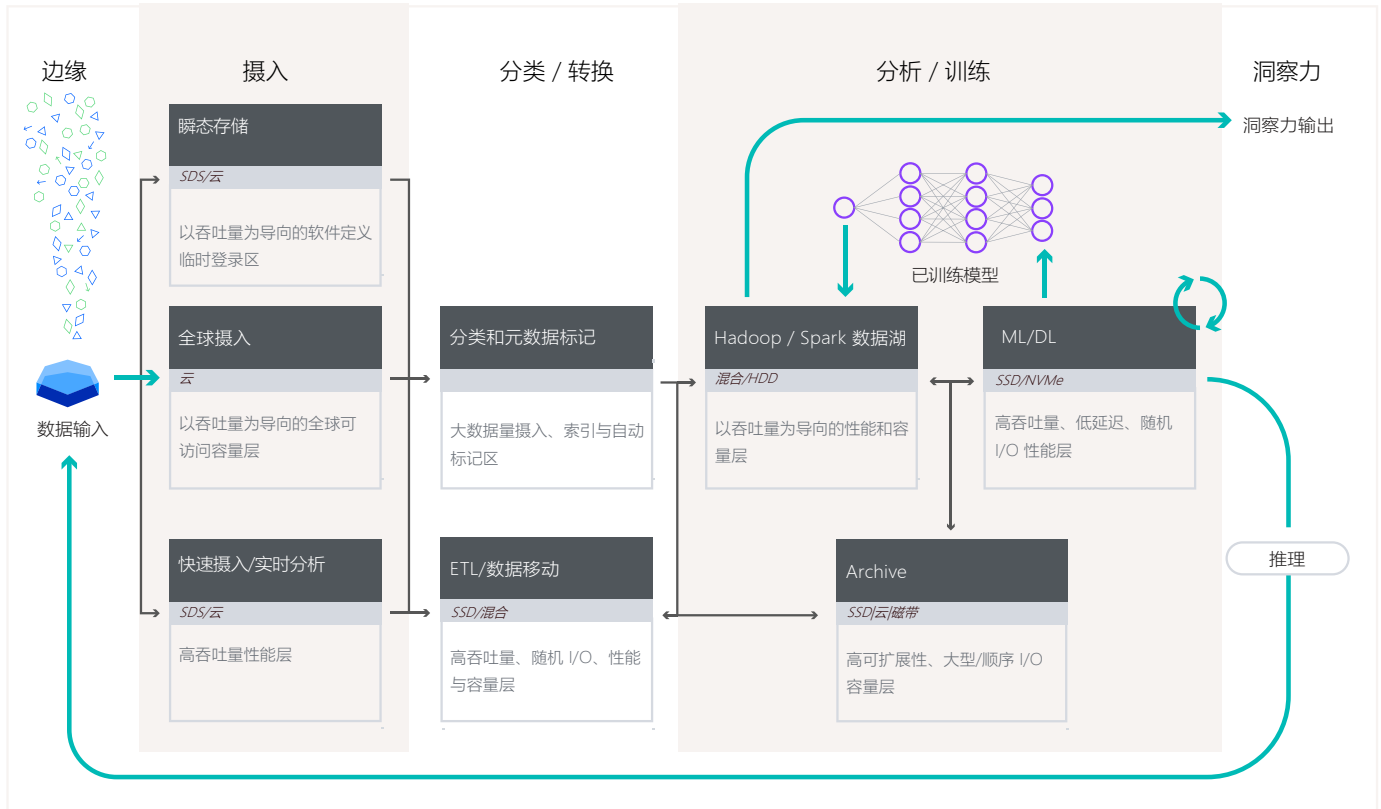 边缘
摄入
分类 / 转换
分析 / 训练
洞察力
瞬态存储
SDS/云
以吞吐量为导向的软件定义
临时登录区
洞察力输出
已训练模型
全球摄入
云
以吞吐量为导向的全球可
访问容量层
分类和元数据标记
大数据量摄入、索引与自动
标记区
Hadoop / Spark 数据湖
混合/HDD
以吞吐量为导向的性能和容
量层
ML/DL
SSD/NVMe
高吞吐量、低延迟、随机
I/O 性能层
数据输入
快速摄入/实时分析
SDS/云
高吞吐量性能层
ETL/数据移动
SSD/混合
高吞吐量、随机 I/O、性能
与容量层
Archive
SSD|云|磁带
高可扩展性、大型/顺序 I/O
容量层
推理